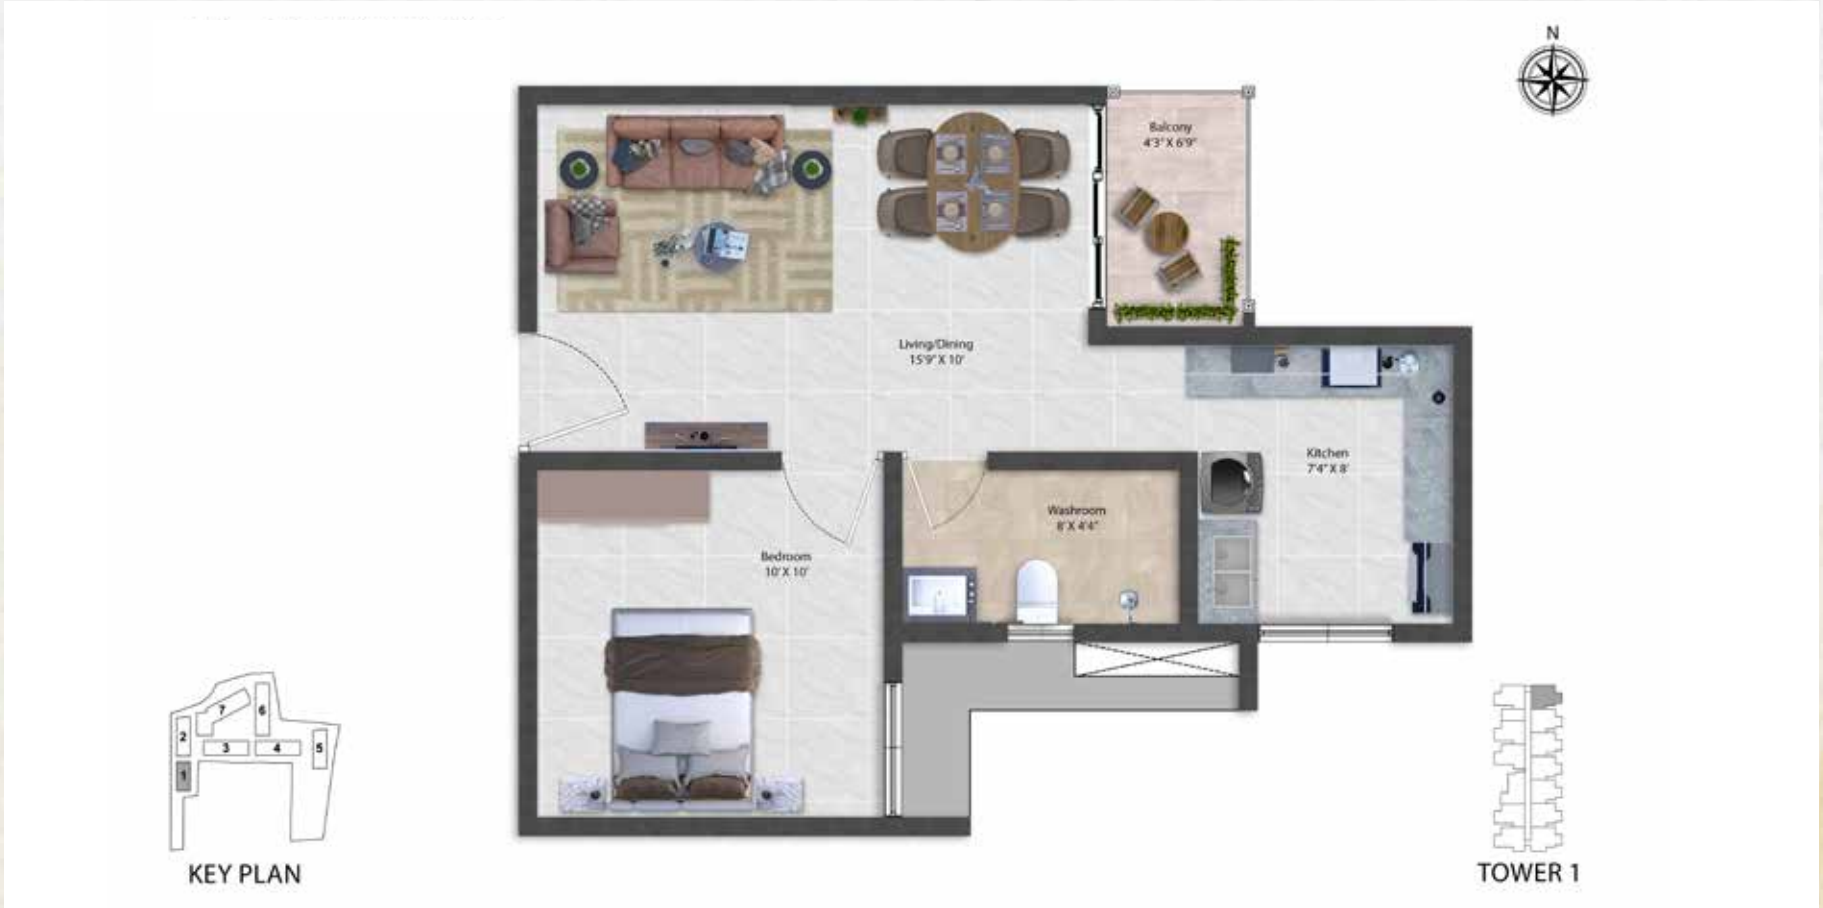 N
Balcony
4'3" X 6'9"
Living/Dining
15'9" X 10'
Kitchen
7'4" X 8'
Washroom
8' X 4'4"
Bedroom
10' X 10'
7
6
2
3
4
5
1
KEY PLAN
TOWER 1